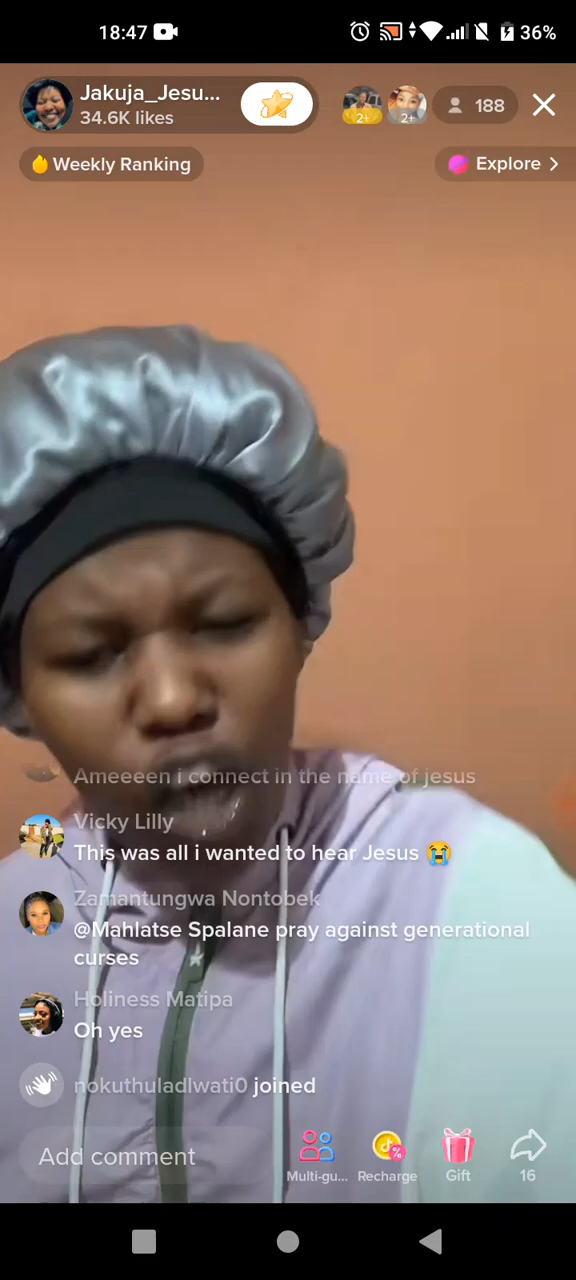 18:47
36%
Jakuja_Jesu...
34.6K likes
2+
2+
188
Weekly Ranking
Explore
Ameeeen i connect in the name of jesus
Vicky Lilly
This was all i wanted to hear Jesus 😭
Zamantungwa Nontobek
@Mahlatse Spalane pray against generational
curses
Holiness Matipa
Oh yes
nokuthuladlwati0 joined
Add comment
Multi-gu...
Recharge
Gift
16